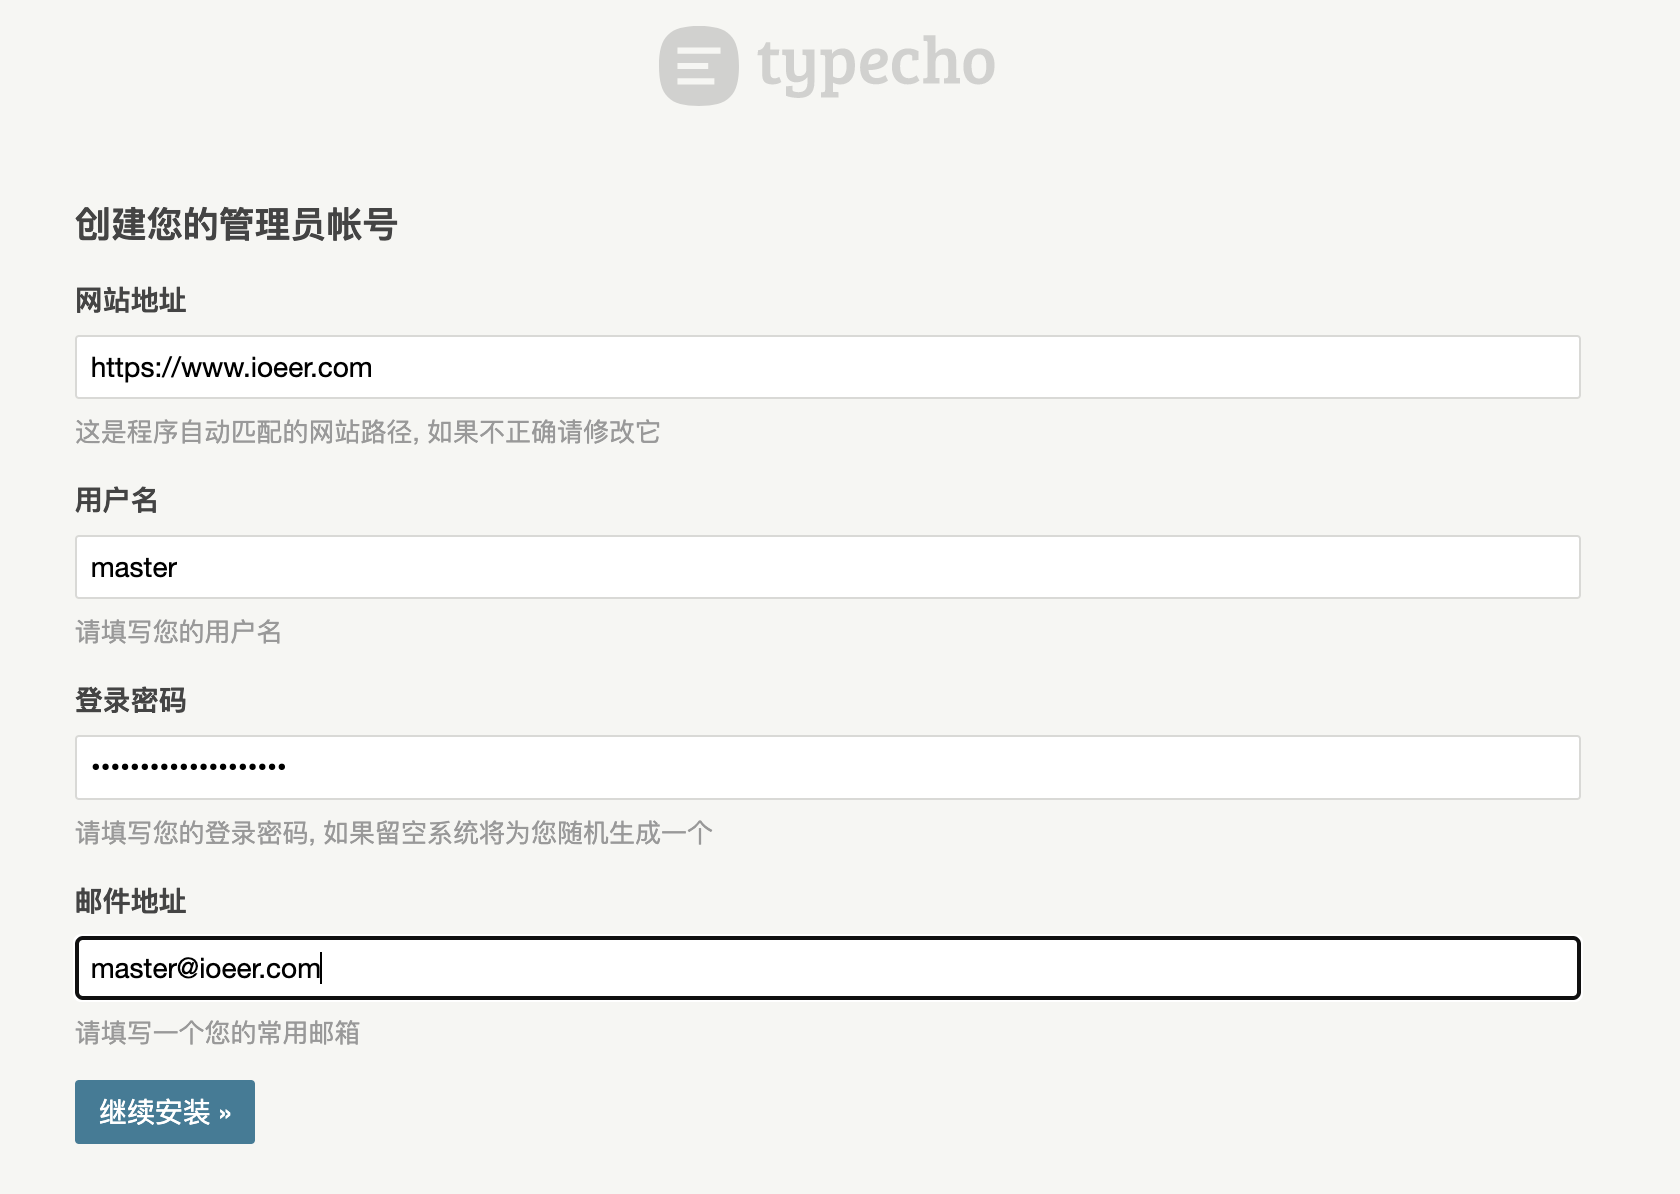 typecho
创建您的管理员帐号
网站地址
https://www.ioeer.com
这是程序自动匹配的网站路径, 如果不正确请修改它
用户名
master
请填写您的用户名
登录密码
••••••••••••••••••••
请填写您的登录密码, 如果留空系统将为您随机生成一个
邮件地址
master@ioeer.com
请填写一个您的常用邮箱
继续安装 »